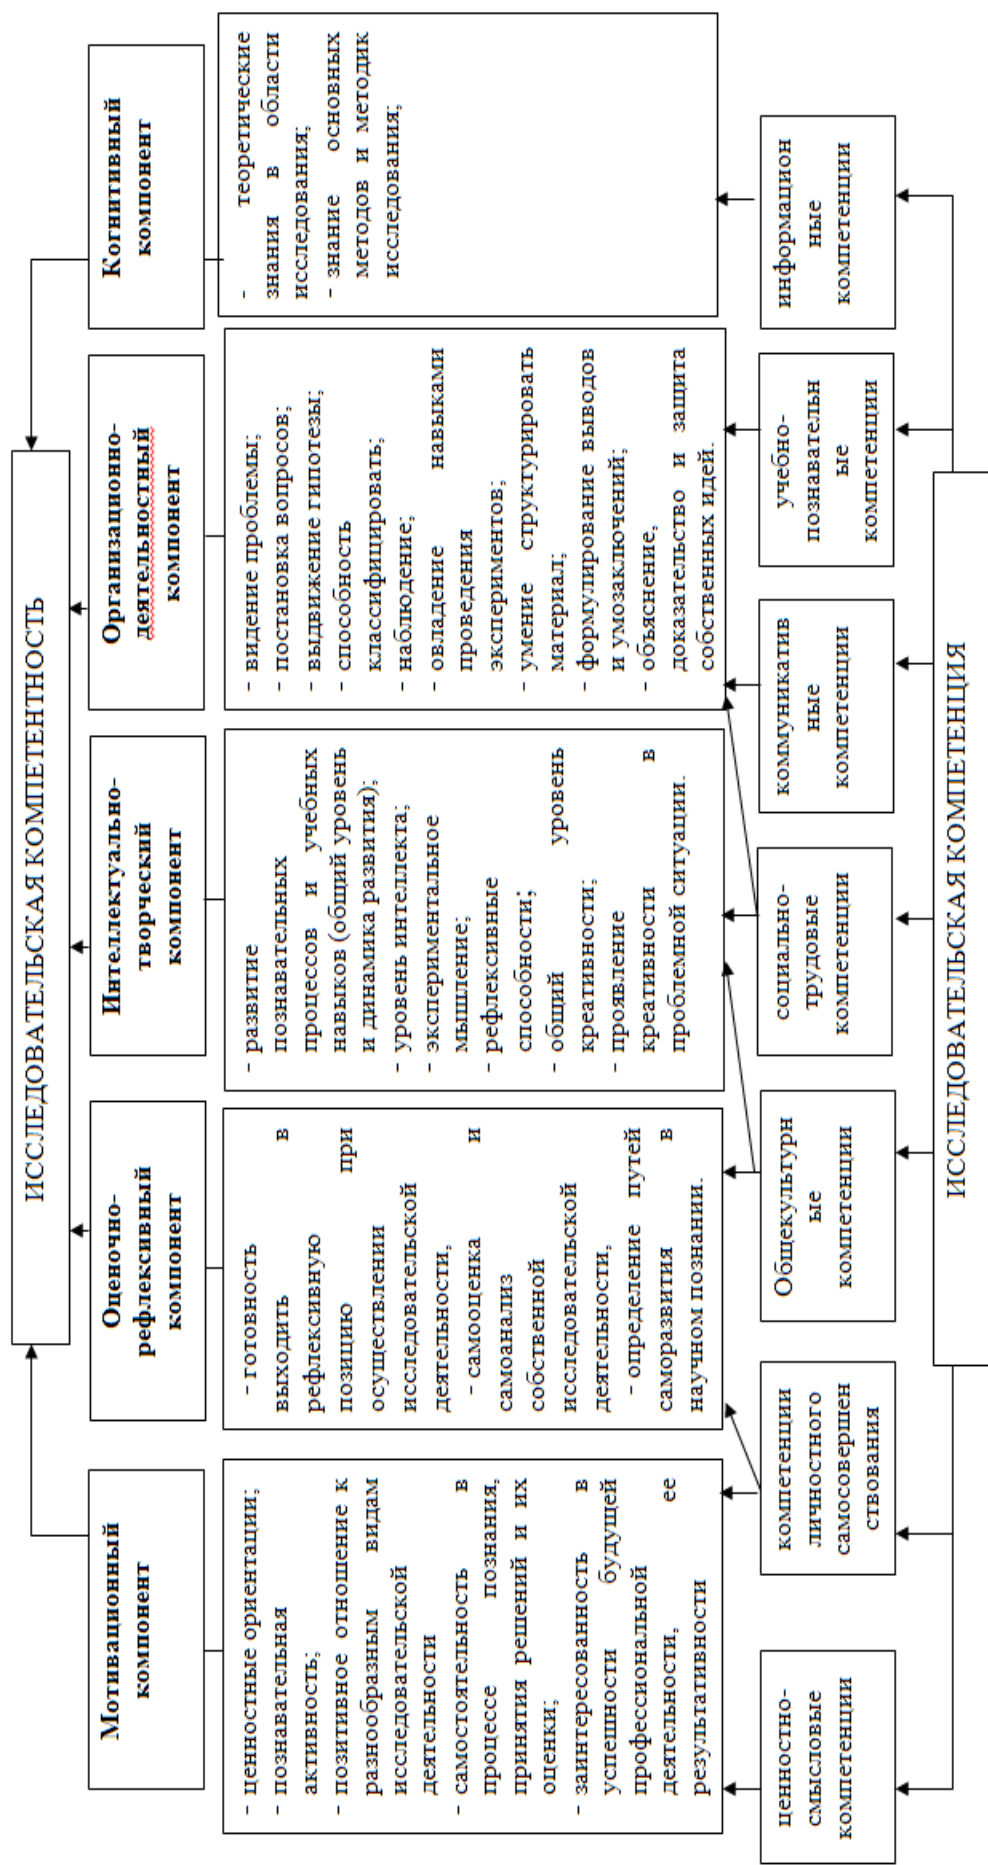 ИССЛЕДОВАТЕЛЬСКАЯ КОМПЕТЕНТНОСТЬ
Мотивационный
компонент
Оценочно-
рефлексивный
компонент
Интеллектуально-
творческий
компонент
Организационно-
деятельностный
компонент
Когнитивный
компонент
- ценностные ориентации;
- познавательная
активность;
- позитивное отношение к
разнообразным видам
исследовательской
деятельности
- самостоятельность в
процессе познания,
принятия решений и их
оценки;
- заинтересованность в
успешности будущей
профессиональной
деятельности, ее
результативности
- готовность
выходить в
рефлексивную
позицию при
осуществлении
исследовательской
деятельности,
- самооценка и
самоанализ
собственной
исследовательской
деятельности,
- определение путей
саморазвития в
научном познании.
- развитие
познавательных
процессов и учебных
навыков (общий уровень
и динамика развития);
- уровень интеллекта;
- экспериментальное
мышление;
- рефлексивные
способности;
- общий уровень
креативности;
- проявление
креативности в
проблемной ситуации.
- видение проблемы;
- постановка вопросов;
- выдвижение гипотезы;
- способность
классифицировать;
- наблюдение;
- овладение навыками
проведения
экспериментов;
- умение структурировать
материал;
- формулирование выводов
и умозаключений;
- объяснение,
доказательство и защита
собственных идей.
- теоретические
знания в области
исследования;
- знание основных
методов и методик
исследования;
ценностно-
смысловые
компетенции
компетенции
личностного
самосовершен
ствования
Общекультурн
ые
компетенции
социально-
трудовые
компетенции
коммуникатив
ные
компетенции
учебно-
познавательн
ые
компетенции
информацион
ные
компетенции
ИССЛЕДОВАТЕЛЬСКАЯ КОМПЕТЕНЦИЯ